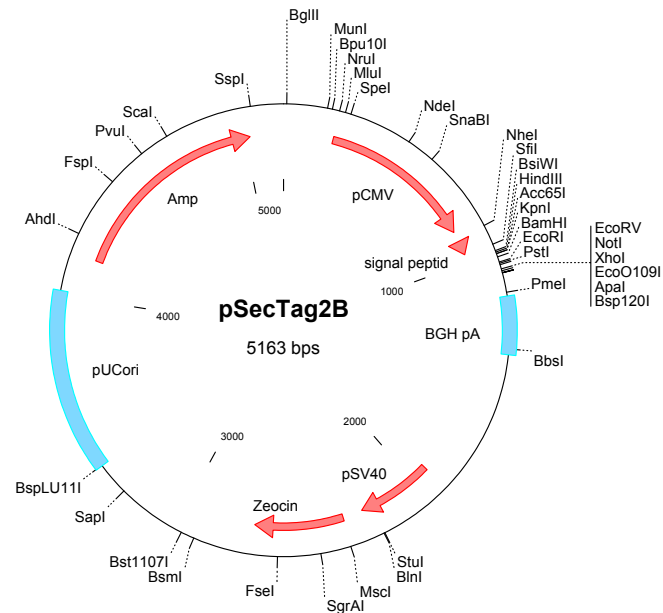 BglII
MunI
Bpu10I
NruI
MluI
SpeI
NdeI
SnaBI
NheI
SfiI
BsiWI
HindIII
Acc65I
KpnI
BamHI
EcoRI
PstI
EcoRV
NotI
XhoI
EcoO109I
ApaI
Bsp120I
PmeI
BbsI
StuI
BlnI
MscI
SgrAI
FseI
BsmI
Bst1107I
SapI
BspLU11I
AhdI
FspI
PvuI
ScaI
SspI
Amp
pCMV
signal peptid
BGH pA
pSV40
Zeocin
pUCori
5000
1000
2000
3000
4000
pSecTag2B
5163 bps